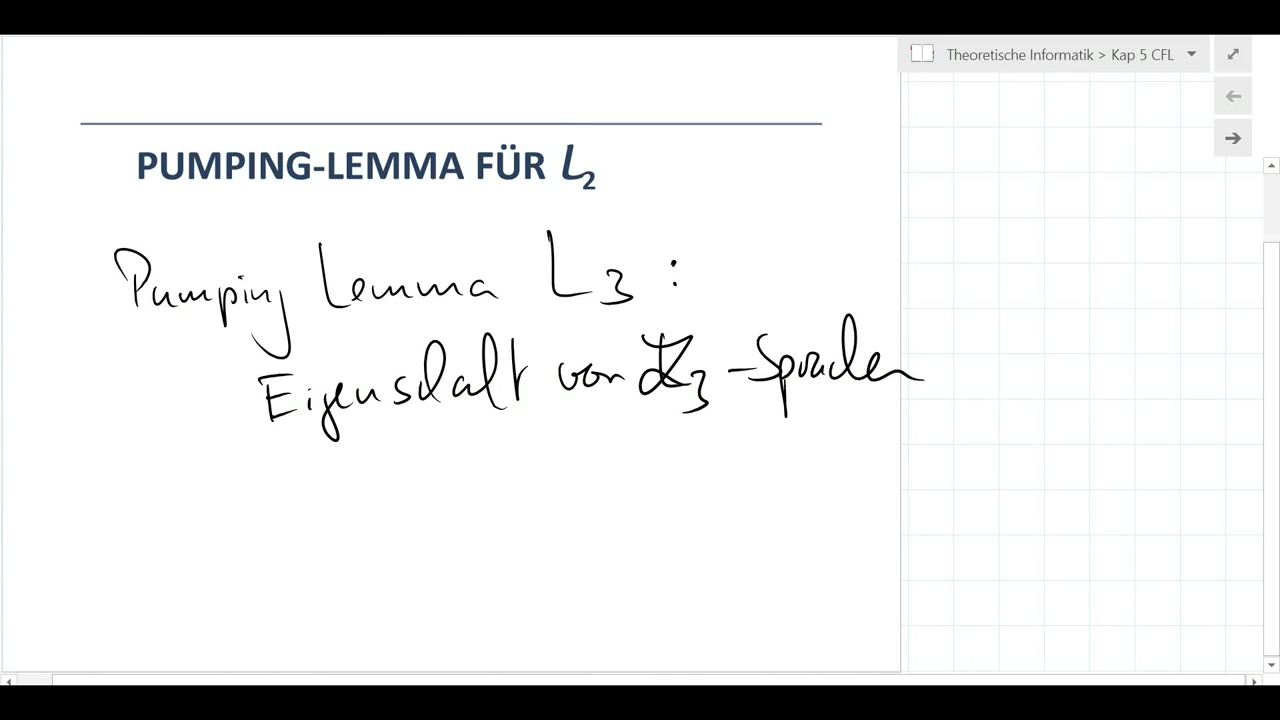 Theoretische Informatik > Kap 5 CFL
PUMPING-LEMMA FÜR L₂
Pumping Lemma L₃ :
Eigenschaft von L₃-Sprachen